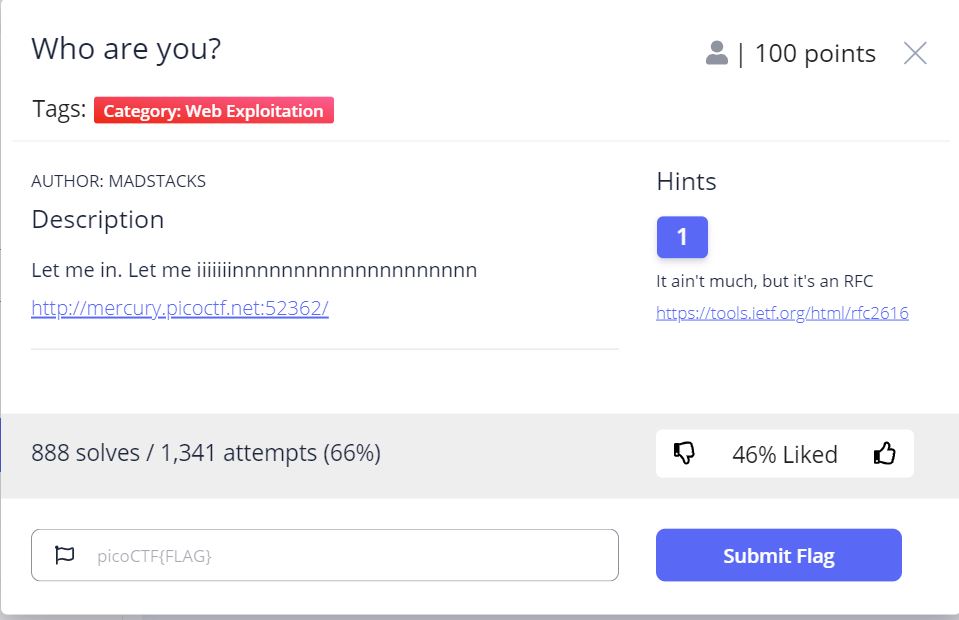 Who are you?
| 100 points
Tags: Category: Web Exploitation
AUTHOR: MADSTACKS
Description
Let me in. Let me iiiiiiinnnnnnnnnnnnnnnnnnnn
http://mercury.picoctf.net:52362/
Hints
1
It ain't much, but it's an RFC
https://tools.ietf.org/html/rfc2616
888 solves / 1,341 attempts (66%)
46% Liked
picoCTF{FLAG}
Submit Flag